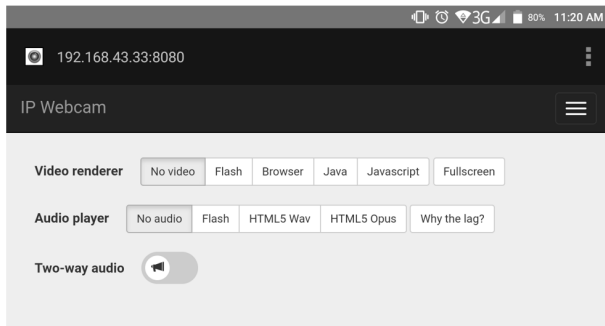 3G 80% 11:20 AM
192.168.43.33:8080
IP Webcam
Video renderer No video Flash Browser Java Javascript Fullscreen
Audio player No audio Flash HTML5 Wav HTML5 Opus Why the lag?
Two-way audio